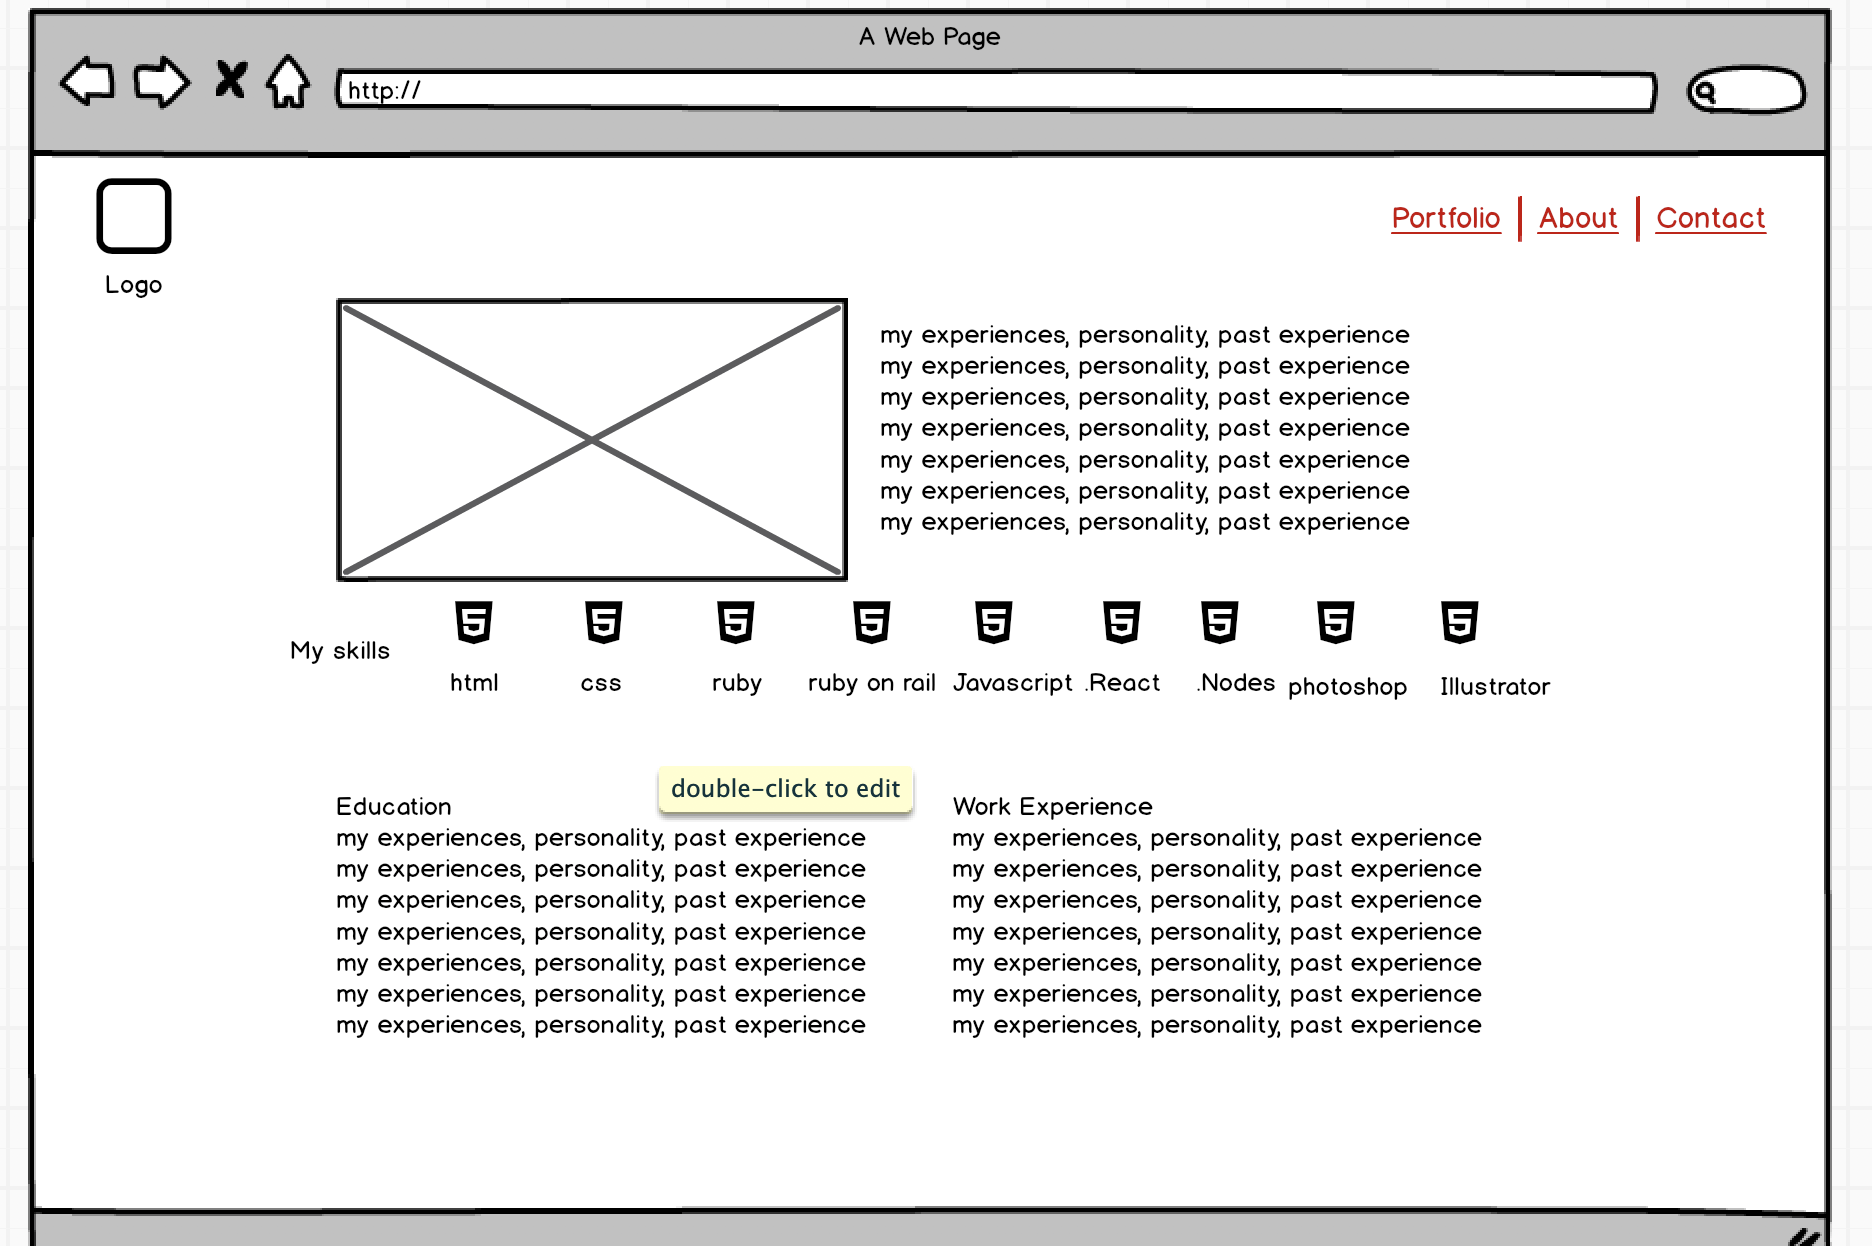 A Web Page
http://
Portfolio | About | Contact
Logo
my experiences, personality, past experience
my experiences, personality, past experience
my experiences, personality, past experience
my experiences, personality, past experience
my experiences, personality, past experience
my experiences, personality, past experience
my experiences, personality, past experience
My skills
html
css
ruby
ruby on rail
Javascript
.React
.Nodes
photoshop
Illustrator
double-click to edit
Education
my experiences, personality, past experience
my experiences, personality, past experience
my experiences, personality, past experience
my experiences, personality, past experience
my experiences, personality, past experience
my experiences, personality, past experience
my experiences, personality, past experience
Work Experience
my experiences, personality, past experience
my experiences, personality, past experience
my experiences, personality, past experience
my experiences, personality, past experience
my experiences, personality, past experience
my experiences, personality, past experience
my experiences, personality, past experience